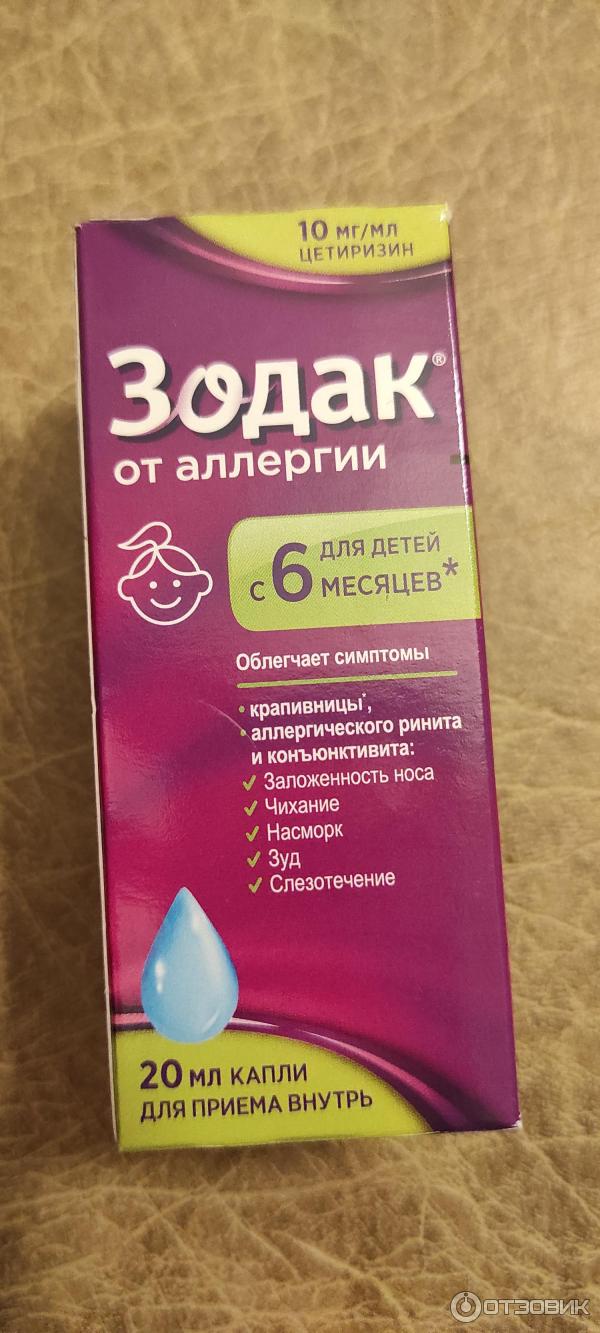 10 мг/мл
ЦЕТИРИЗИН
Зодак®
от аллергии
ДЛЯ ДЕТЕЙ
с 6 МЕСЯЦЕВ*
Облегчает симптомы
• крапивницы*,
• аллергического ринита
и конъюнктивита:
✓ Заложенность носа
✓ Чихание
✓ Насморк
✓ Зуд
✓ Слезотечение
20 мл КАПЛИ
ДЛЯ ПРИЕМА ВНУТРЬ
ОТЗОВИК